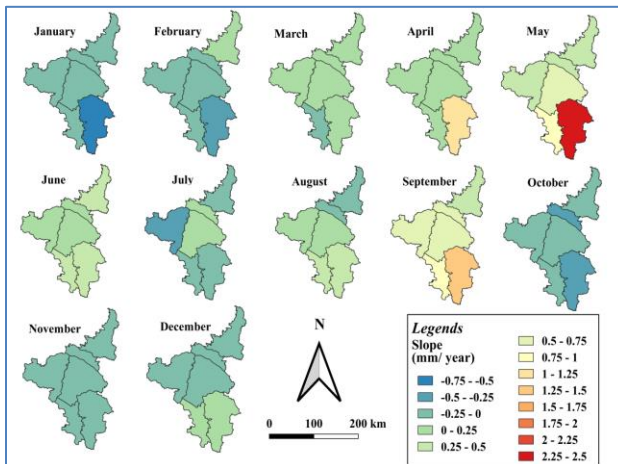 January
February
March
April
May
June
July
August
September
October
November
December
N
0 100 200 km
Legends
Slope
(mm/ year)
-0.75 - -0.5
-0.5 - -0.25
-0.25 - 0
0 - 0.25
0.25 - 0.5
0.5 - 0.75
0.75 - 1
1 - 1.25
1.25 - 1.5
1.5 - 1.75
1.75 - 2
2 - 2.25
2.25 - 2.5